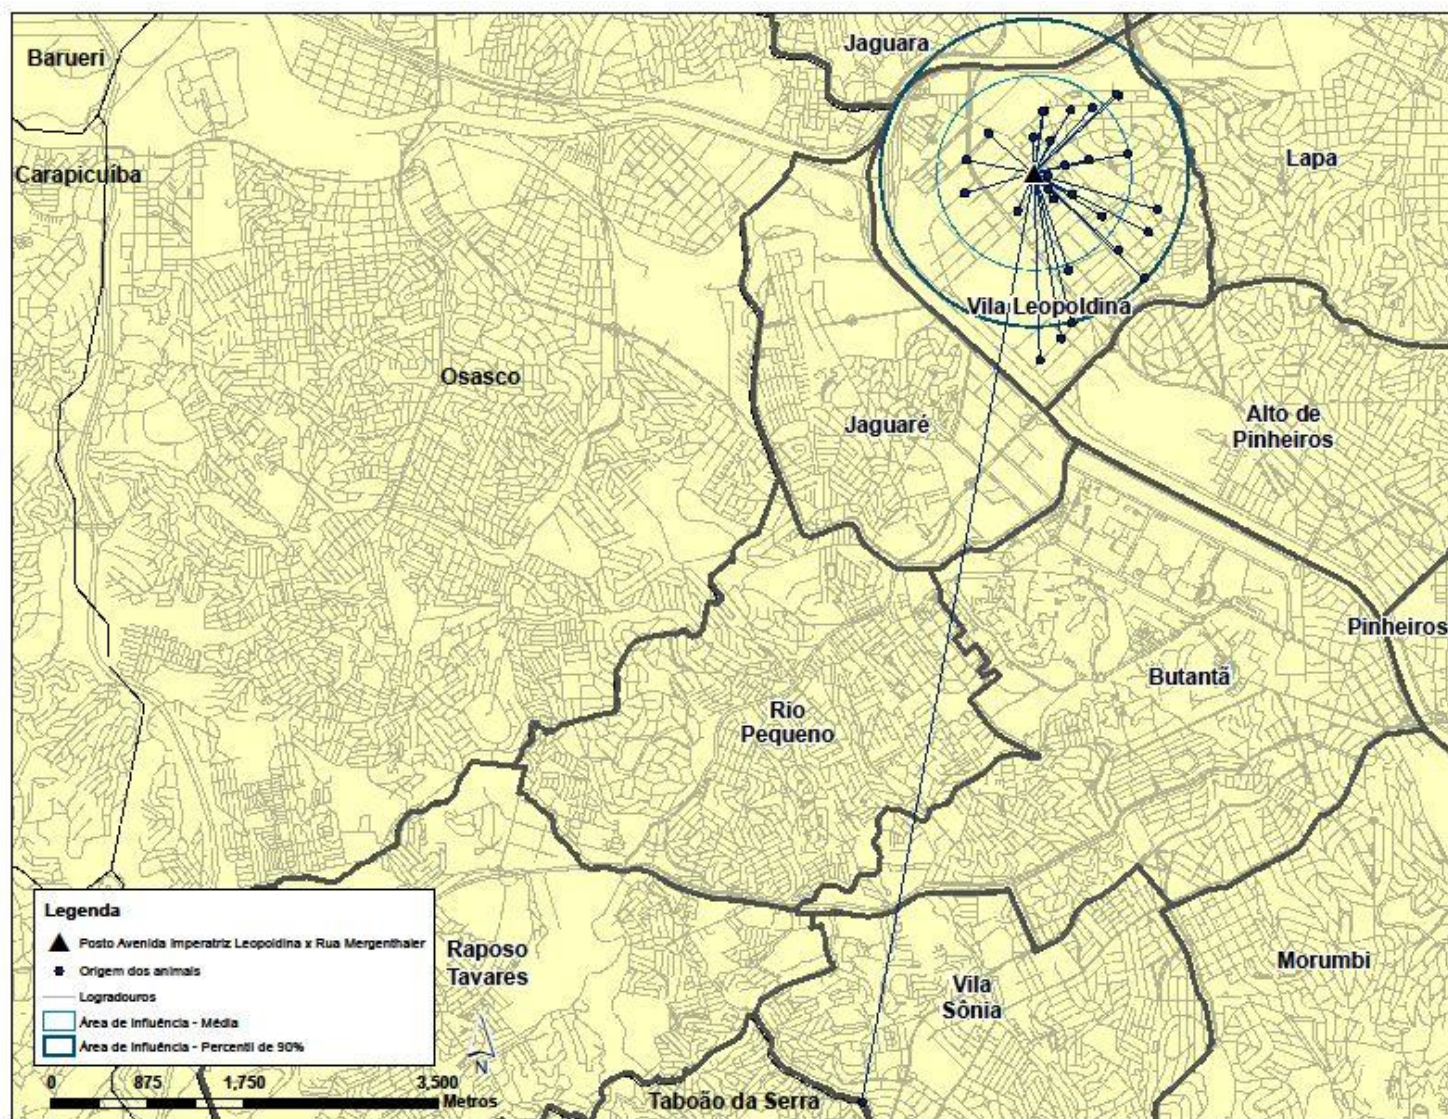 Barueri
Jaguara
Carapicuíba
Lapa
Vila Leopoldina
Osasco
Jaguaré
Alto de
Pinheiros
Pinheiros
Butantã
Rio
Pequeno
Raposo
Tavares
Vila
Sônia
Morumbi
Taboão da Serra
Legenda
Posto Avenida Imperatriz Leopoldina x Rua Mergenthaler
Origem dos animais
Logradouros
Área de Influência - Média
Área de Influência - Percentil de 90%
N
0 875 1,750 3,500
Metros